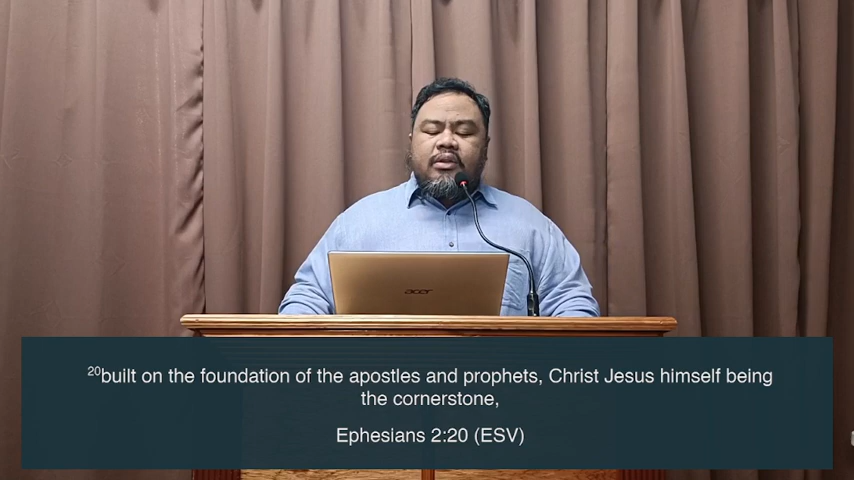 acer
20built on the foundation of the apostles and prophets, Christ Jesus himself being
the cornerstone,
Ephesians 2:20 (ESV)